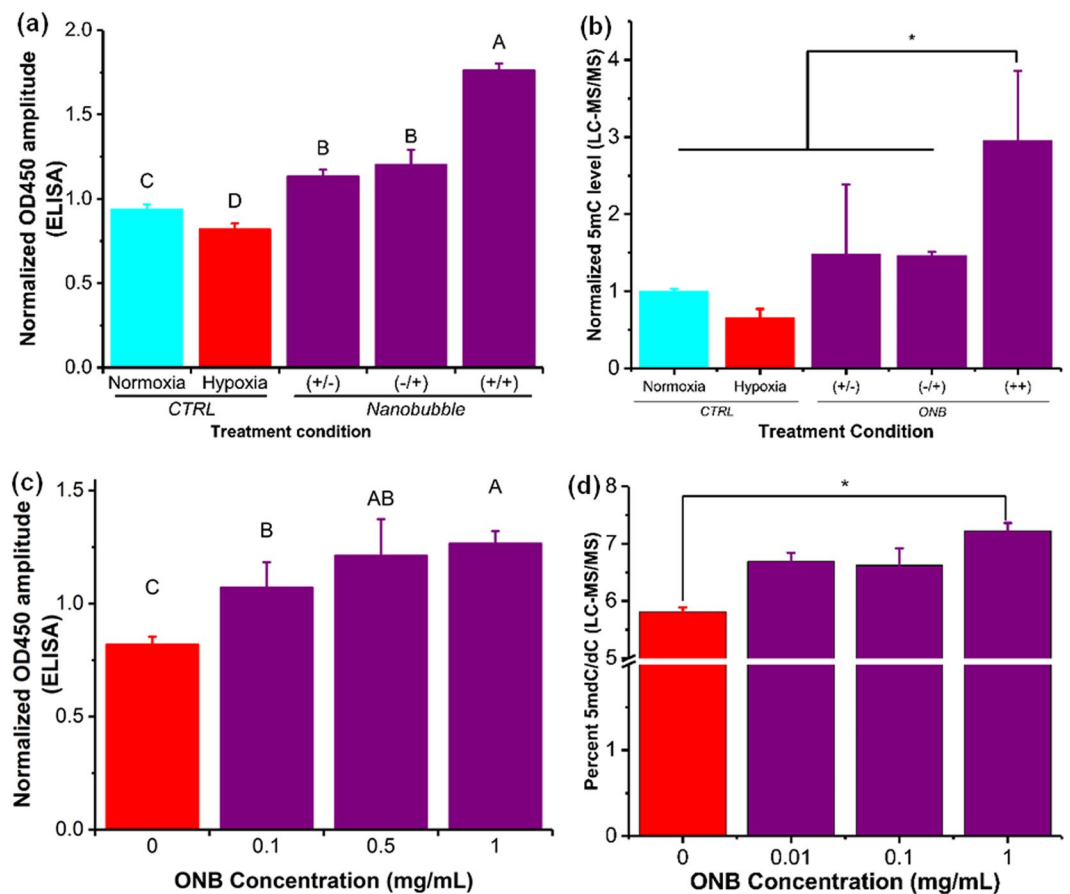 (a)
2.0
1.5
1.0
0.5
0.0
Normalized OD450 amplitude
(ELISA)
C
D
B
B
A
Normoxia Hypoxia (+/-) (-/+) (+/+)
CTRL Nanobubble
Treatment condition
(b)
4
3
2
1
0
Normalized 5mC level (LC-MS/MS)
*
Normoxia Hypoxia (+/-) (-/+) (++)
CTRL ONB
Treatment Condition
(c)
1.5
1.0
0.5
0.0
Normalized OD450 amplitude
(ELISA)
C
B
AB
A
0 0.1 0.5 1
ONB Concentration (mg/mL)
(d)
8
7
6
5
1
0
Percent 5mdC/dC (LC-MS/MS)
*
0 0.01 0.1 1
ONB Concentration (mg/mL)